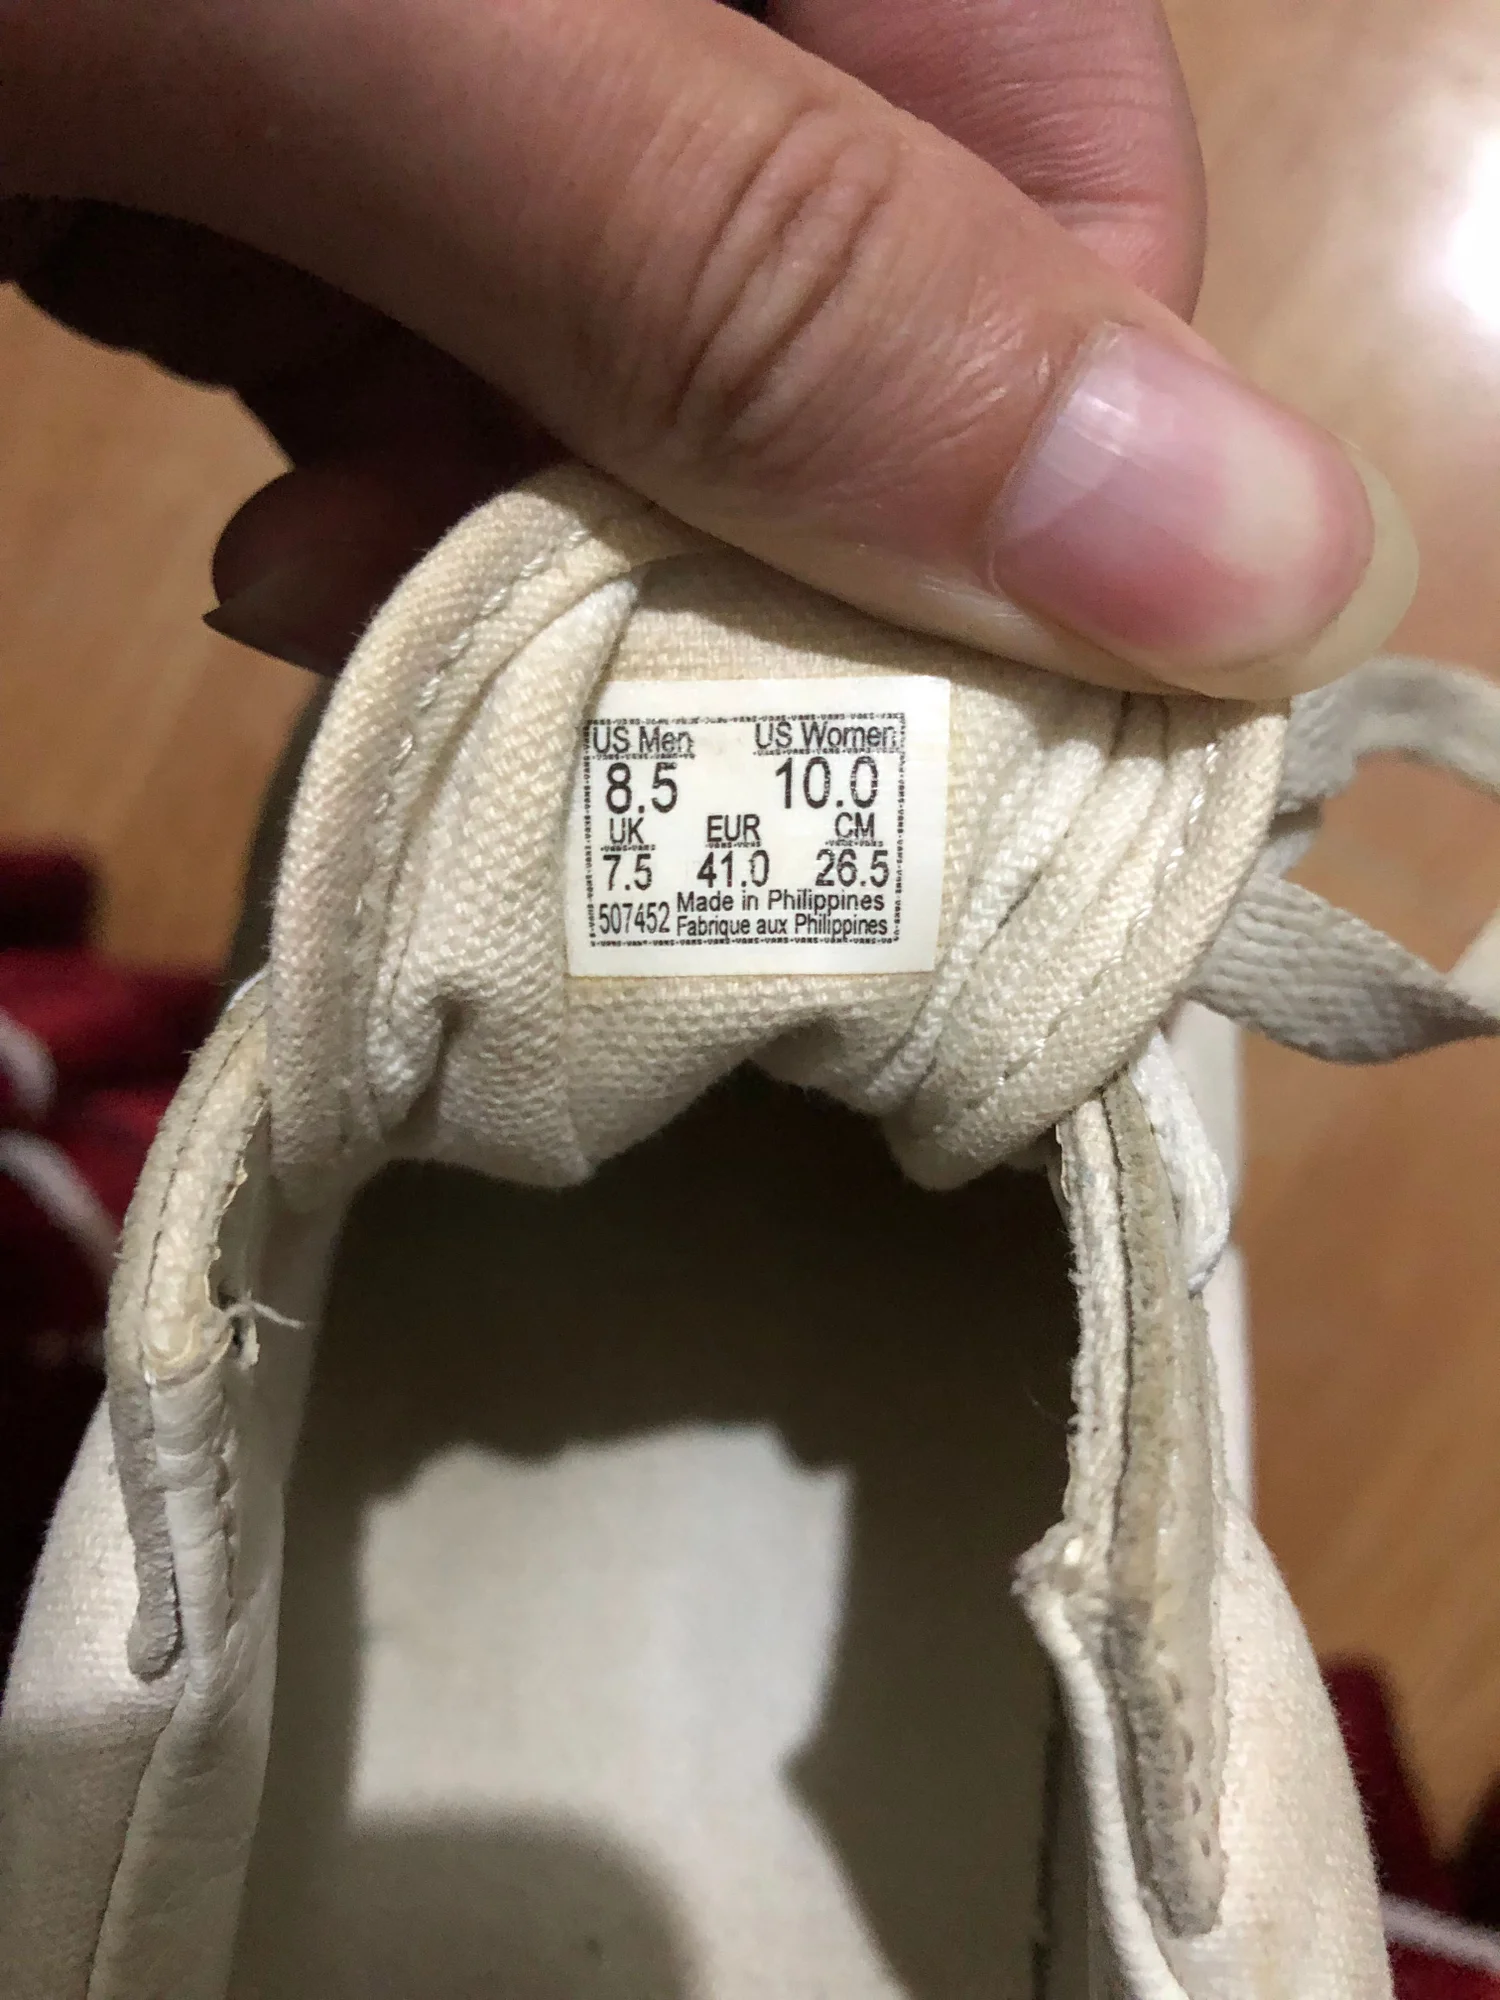 US Men US Women
8.5 10.0
UK EUR CM
7.5 41.0 26.5
507452 Made in Philippines
Fabrique aux Philippines